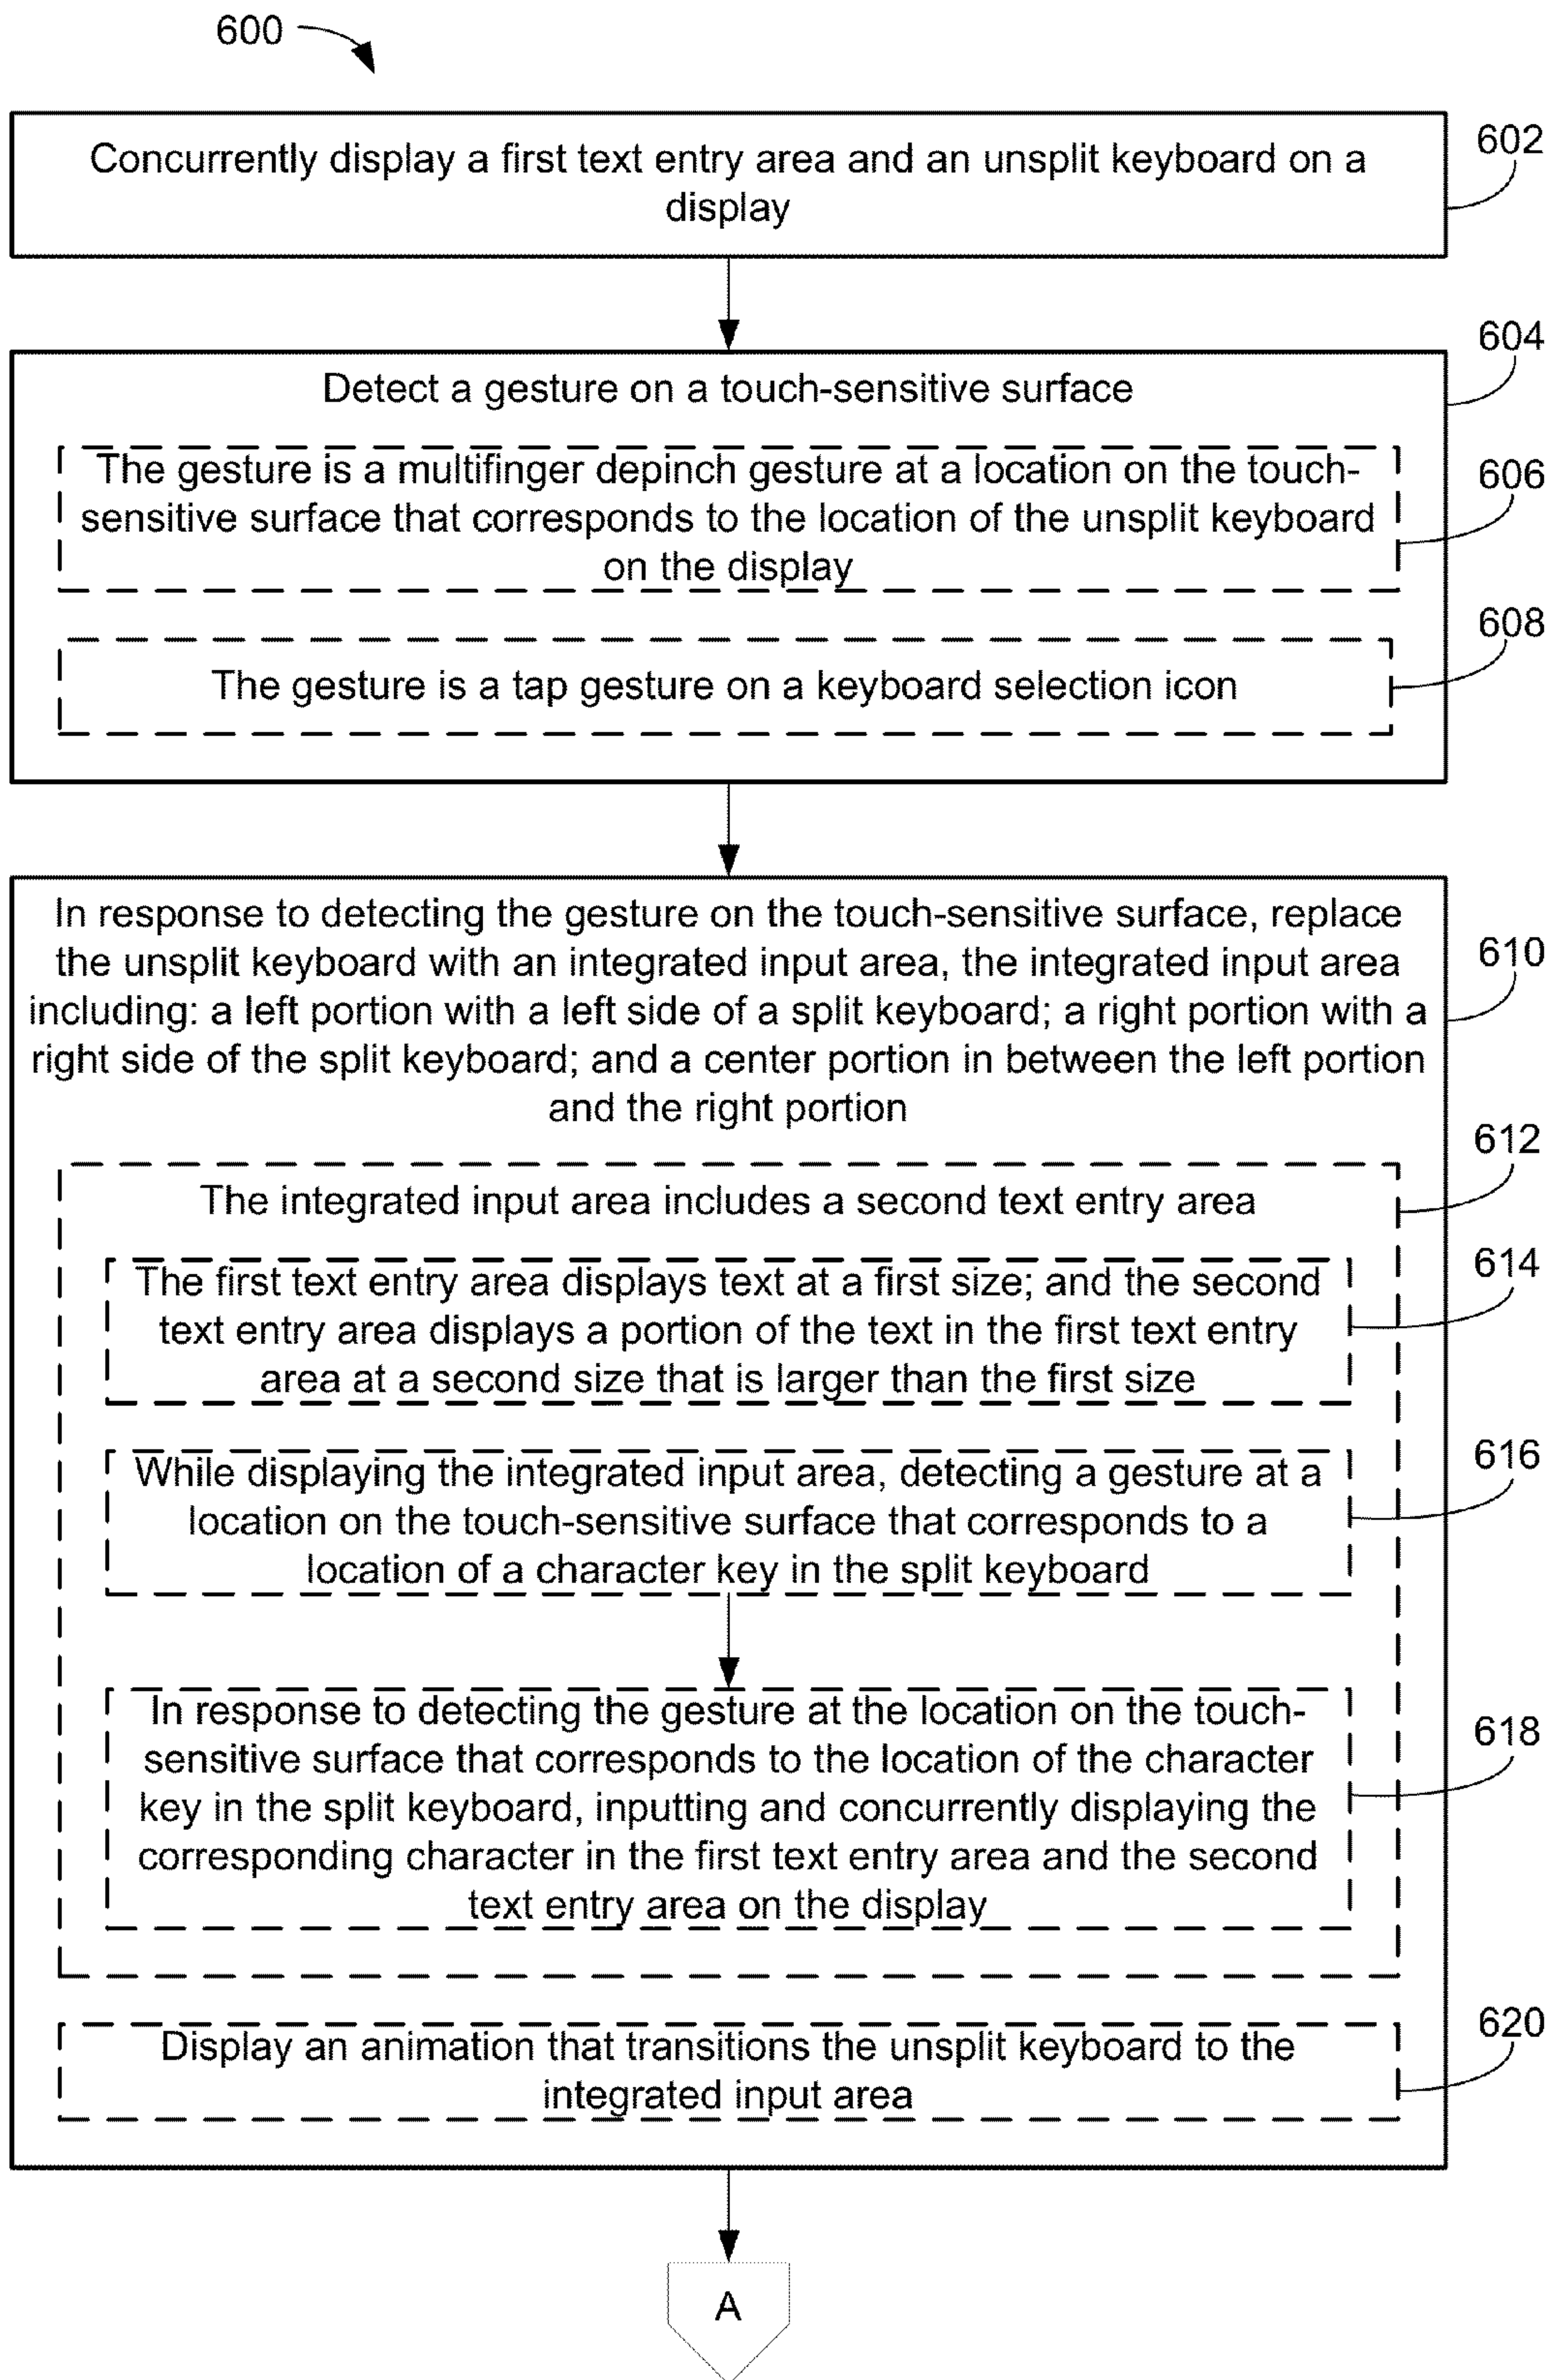 600
Concurrently display a first text entry area and an unsplit keyboard on a
display
602
Detect a gesture on a touch-sensitive surface
604
The gesture is a multifinger depinch gesture at a location on the touch-
sensitive surface that corresponds to the location of the unsplit keyboard
on the display
606
The gesture is a tap gesture on a keyboard selection icon
608
In response to detecting the gesture on the touch-sensitive surface, replace
the unsplit keyboard with an integrated input area, the integrated input area
including: a left portion with a left side of a split keyboard; a right portion with a
right side of the split keyboard; and a center portion in between the left portion
and the right portion
610
The integrated input area includes a second text entry area
612
The first text entry area displays text at a first size; and the second
text entry area displays a portion of the text in the first text entry
area at a second size that is larger than the first size
614
While displaying the integrated input area, detecting a gesture at a
location on the touch-sensitive surface that corresponds to a
location of a character key in the split keyboard
616
In response to detecting the gesture at the location on the touch-
sensitive surface that corresponds to the location of the character
key in the split keyboard, inputting and concurrently displaying the
corresponding character in the first text entry area and the second
text entry area on the display
618
Display an animation that transitions the unsplit keyboard to the
integrated input area
620
A